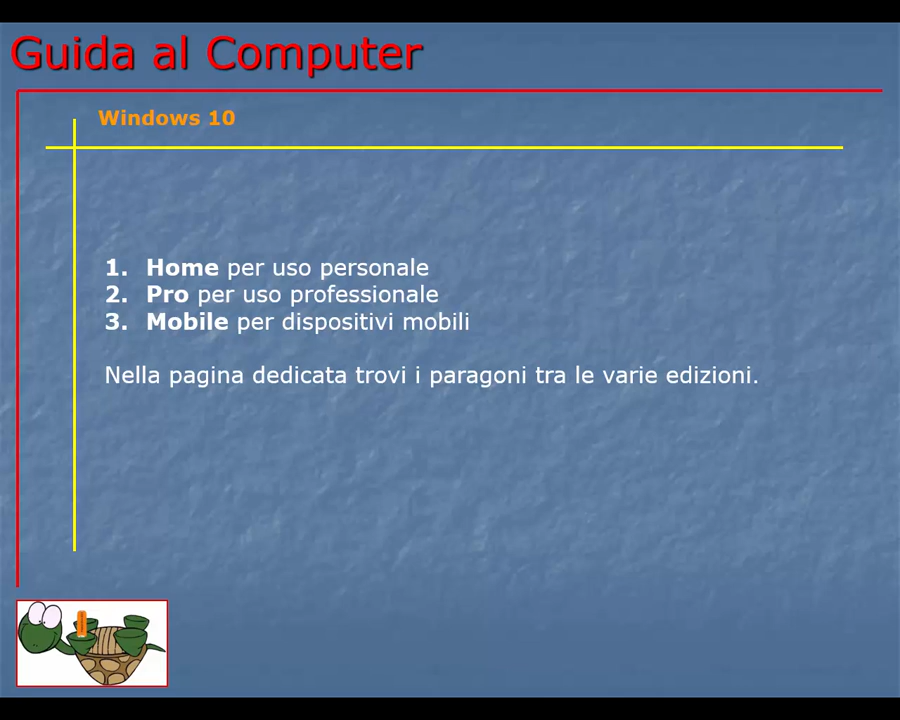 Guida al Computer
Windows 10
1. Home per uso personale
2. Pro per uso professionale
3. Mobile per dispositivi mobili
Nella pagina dedicata trovi i paragoni tra le varie edizioni.